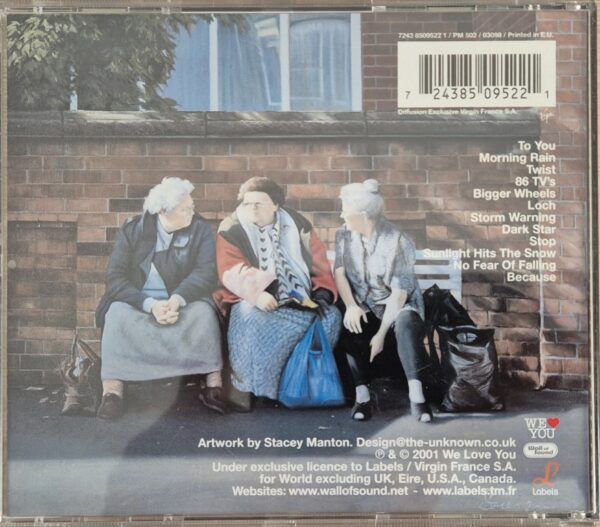 7243 8509522 1 / PM 502 / 03098 / Printed in E.U.
7 24385 09522 1
Diffusion Exclusive Virgin France S.A.
To You
Morning Rain
Twist
86 TV's
Bigger Wheels
Loch
Storm Warning
Dark Star
Stop
Sunlight Hits The Snow
No Fear Of Falling
Because
WE
YOU
Artwork by Stacey Manton. Design@the-unknown.co.uk
℗ & © 2001 We Love You
Wall of Sound
Under exclusive licence to Labels / Virgin France S.A.
for World excluding UK, Eire, U.S.A., Canada.
Websites: www.wallofsound.net - www.labels.tm.fr
L
Labels